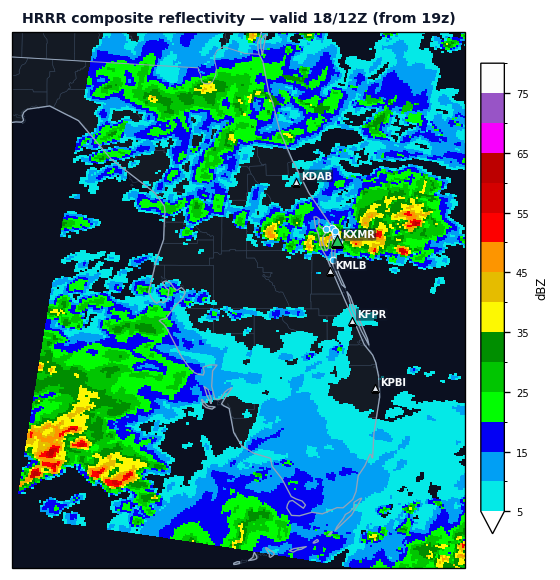 HRRR composite reflectivity — valid 18/12Z (from 19z)
75
65
55
45
35
25
15
5
dBZ
KDAB
KXMR
KMLB
KFPR
KPBI